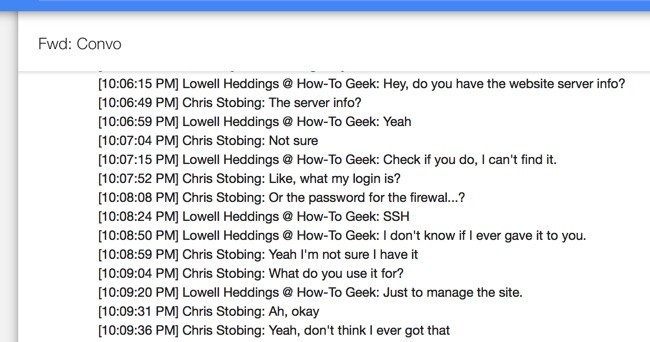 Fwd: Convo
[10:06:15 PM] Lowell Heddings @ How-To Geek: Hey, do you have the website server info?
[10:06:49 PM] Chris Stobing: The server info?
[10:06:59 PM] Lowell Heddings @ How-To Geek: Yeah
[10:07:04 PM] Chris Stobing: Not sure
[10:07:15 PM] Lowell Heddings @ How-To Geek: Check if you do, I can't find it.
[10:07:52 PM] Chris Stobing: Like, what my login is?
[10:08:08 PM] Chris Stobing: Or the password for the firewal...?
[10:08:24 PM] Lowell Heddings @ How-To Geek: SSH
[10:08:50 PM] Lowell Heddings @ How-To Geek: I don't know if I ever gave it to you.
[10:08:59 PM] Chris Stobing: Yeah I'm not sure I have it
[10:09:04 PM] Chris Stobing: What do you use it for?
[10:09:20 PM] Lowell Heddings @ How-To Geek: Just to manage the site.
[10:09:31 PM] Chris Stobing: Ah, okay
[10:09:36 PM] Chris Stobing: Yeah, don't think I ever got that